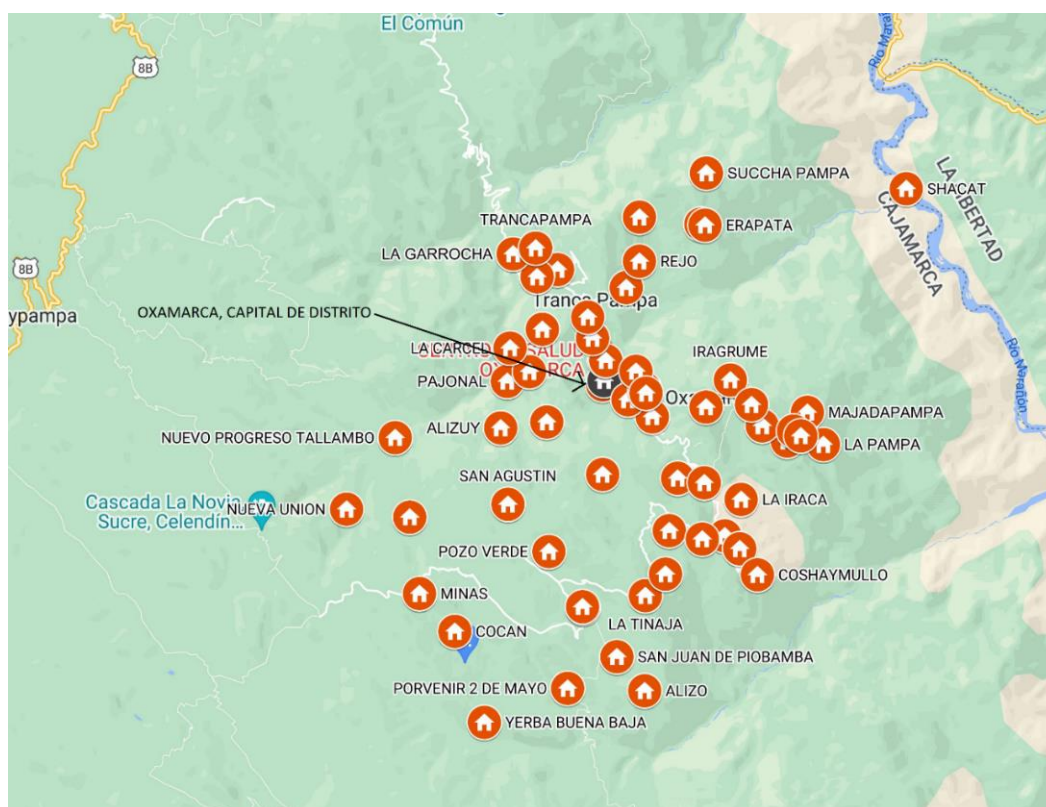 El Común
8B
Río Mara
SUCCHA PAMPA
SHACAT
LA LIBERTAD
CAJAMARCA
TRANCAPAMPA
ERAPATA
LA GARROCHA
REJO
8B
Tranca Pampa
ypampa
OXAMARCA, CAPITAL DE DISTRITO
LA CARCEL
SALUD
IRAGRUME
Río Marañón
PAJONAL
MAJADAPAMPA
ALIZUY
NUEVO PROGRESO TALLAMBO
LA PAMPA
SAN AGUSTIN
Cascada La Novia
NUEVA UNION
Sucre, Celendín...
LA IRACA
POZO VERDE
COSHAYMULLO
MINAS
LA TINAJA
COCAN
SAN JUAN DE PIOBAMBA
PORVENIR 2 DE MAYO
ALIZO
YERBA BUENA BAJA